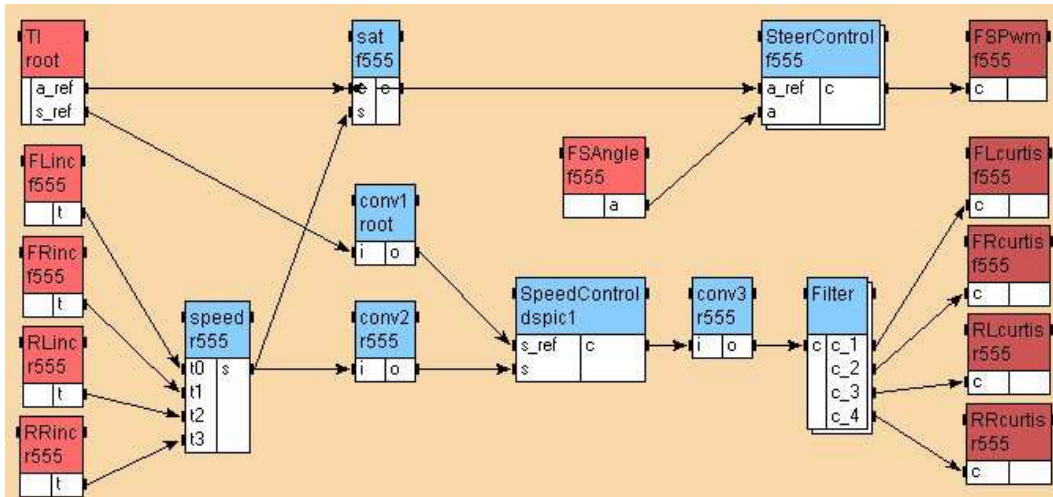 TI
root
a_ref
s_ref
sat
f555
e e
s
SteerControl
f555
a_ref c
a
FSPwm
f555
c
FLinc
f555
t
FSAngle
f555
a
FLcurtis
f555
c
conv1
root
i o
FRinc
f555
t
FRcurtis
f555
c
speed
r555
t0 s
t1
t2
t3
conv2
r555
i o
SpeedControl
dspic1
s_ref c
s
conv3
r555
i o
Filter
c c_1
c_2
c_3
c_4
RLinc
r555
t
RLcurtis
r555
c
RRinc
r555
t
RRcurtis
r555
c